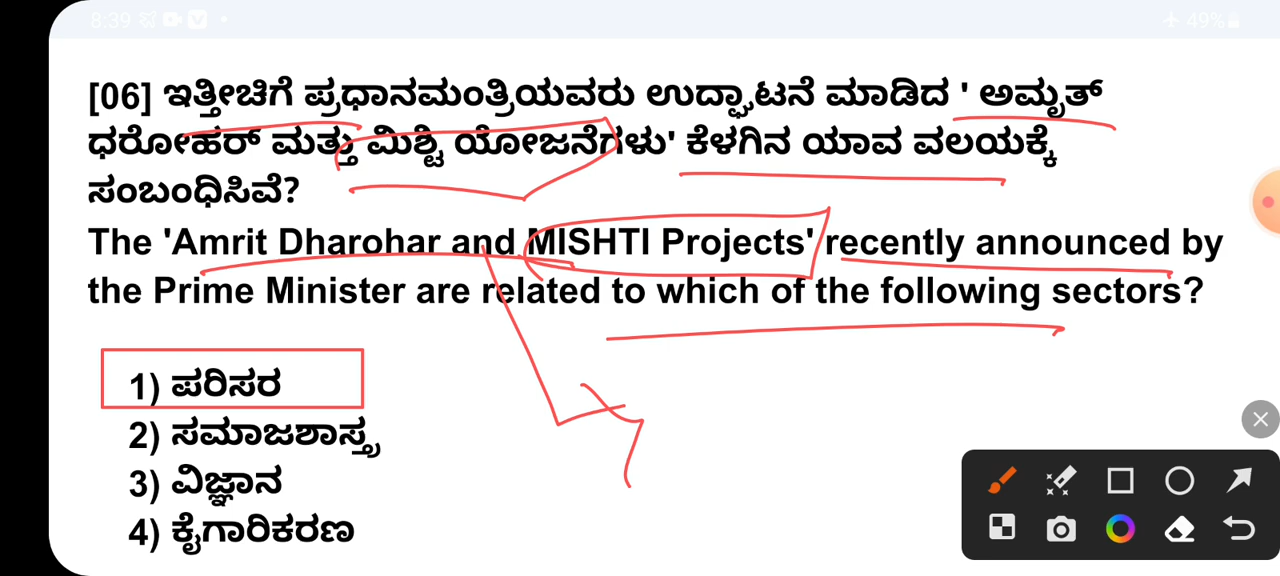 8:39
49%
[06] ಇತ್ತೀಚಿಗೆ ಪ್ರಧಾನಮಂತ್ರಿಯವರು ಉದ್ಘಾಟನೆ ಮಾಡಿದ ' ಅಮೃತ್
ಧರೋಹರ್ ಮತ್ತು ಮಿಶ್ಟಿ ಯೋಜನೆಗಳು' ಕೆಳಗಿನ ಯಾವ ವಲಯಕ್ಕೆ
ಸಂಬಂಧಿಸಿವೆ?
The 'Amrit Dharohar and MISHTI Projects' recently announced by
the Prime Minister are related to which of the following sectors?
1) ಪರಿಸರ
2) ಸಮಾಜಶಾಸ್ತ್ರ
3) ವಿಜ್ಞಾನ
4) ಕೈಗಾರಿಕರಣ